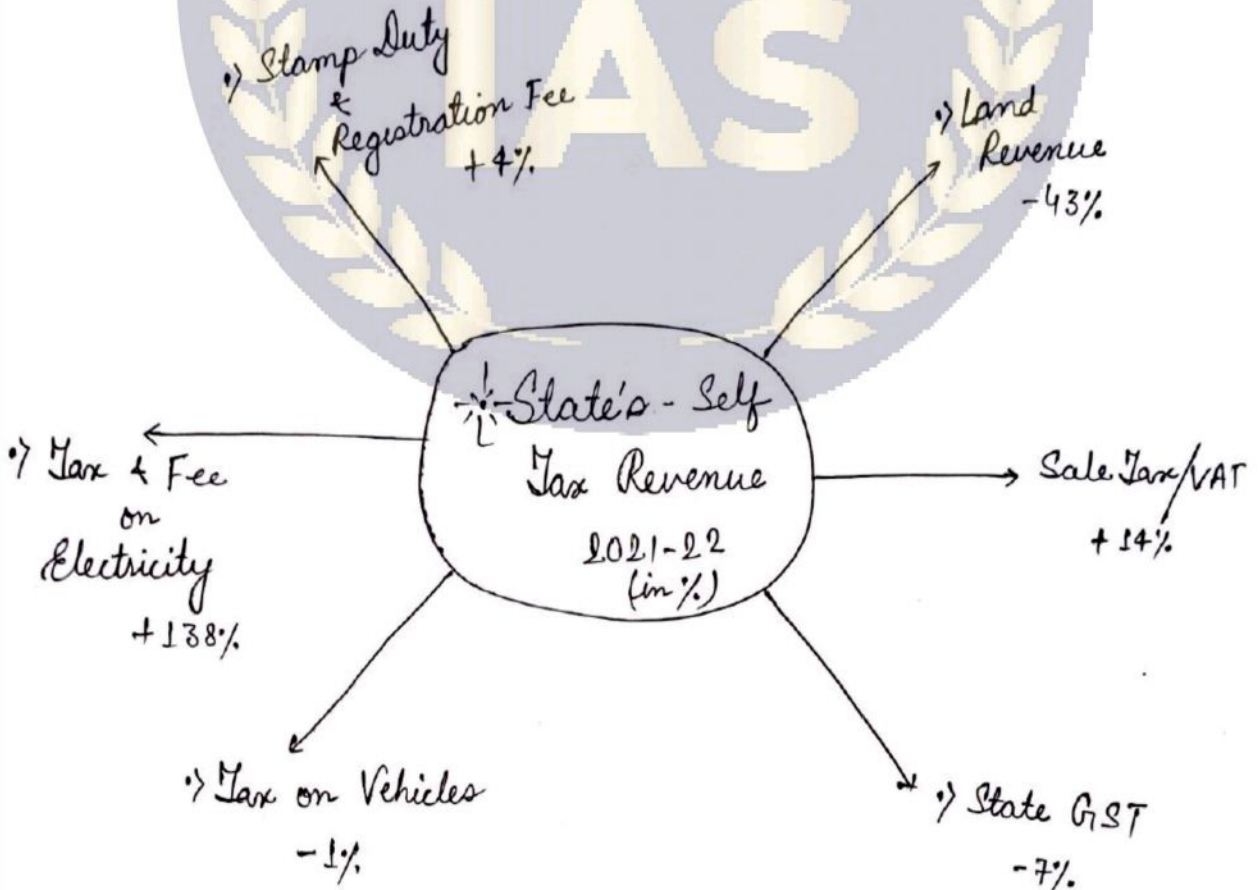 IAS
•) Stamp Duty
&
Registration Fee
+4%
•) Land
Revenue
-43%
State's - Self
Tax Revenue
2021-22
(in %)
•) Tax & Fee
on
Electricity
+138%
Sale Tax/VAT
+14%
•) Tax on Vehicles
-1%
•) State GST
-7%